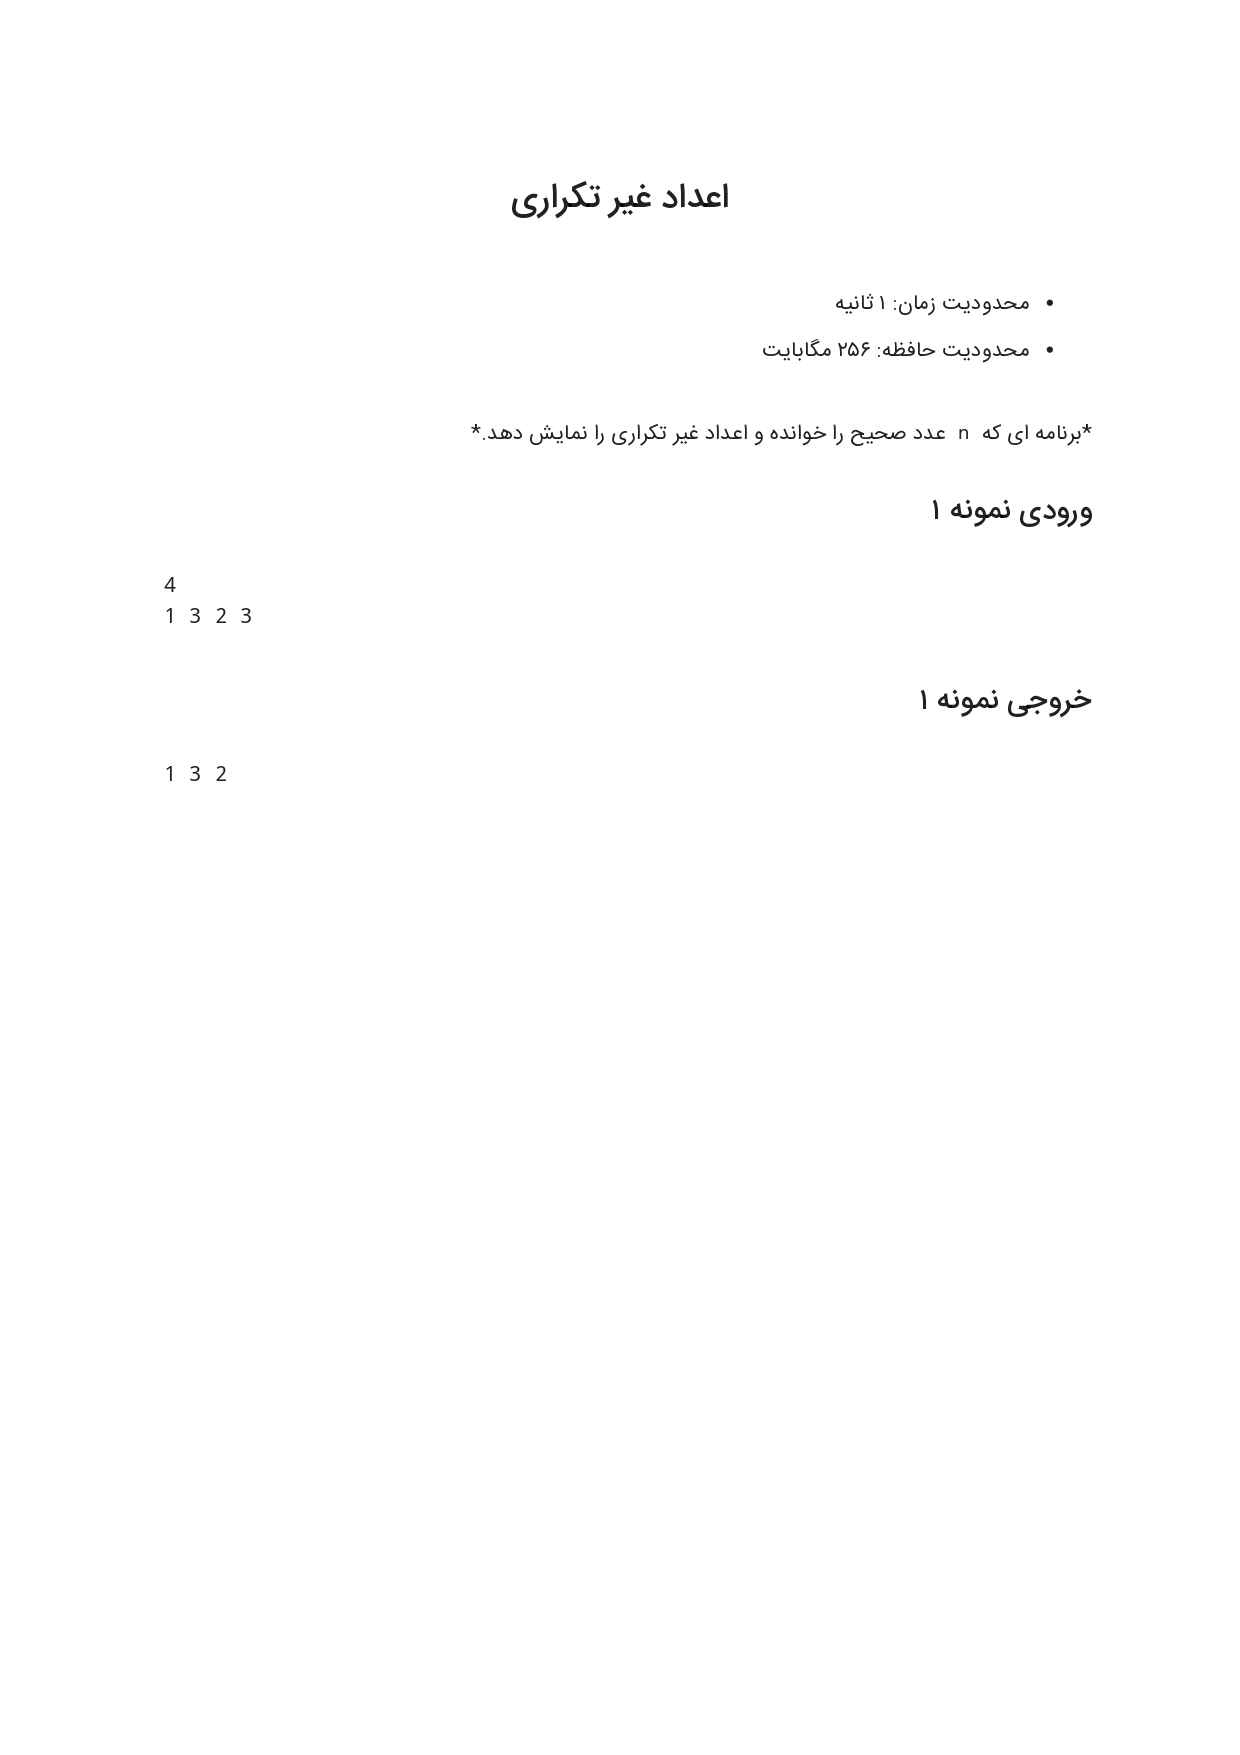 اعداد غیر تکراری
• محدودیت زمان: ۱ ثانیه
• محدودیت حافظه: ۲۵۶ مگابایت
*برنامه ای که n عدد صحیح را خوانده و اعداد غیر تکراری را نمایش دهد.*
ورودی نمونه ۱
4
1 3 2 3
خروجی نمونه ۱
1 3 2